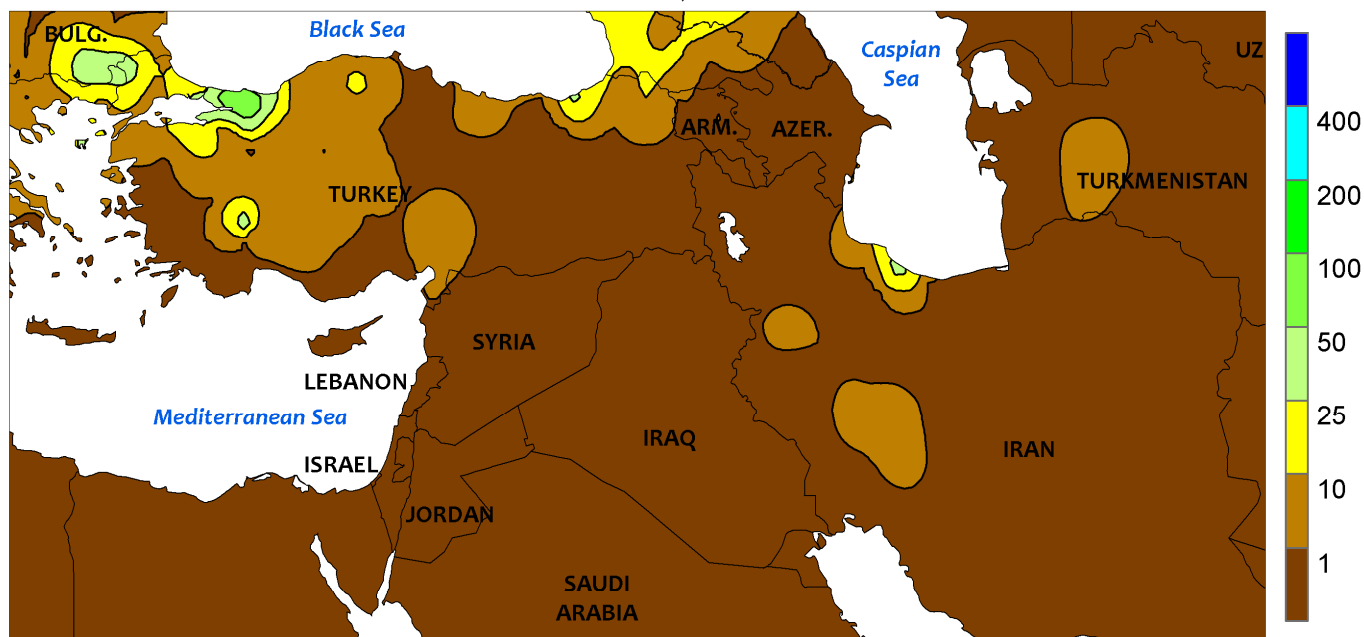 BULG.
Black Sea
Caspian
Sea
UZ
ARM.
AZER.
TURKEY
TURKMENISTAN
SYRIA
LEBANON
Mediterranean Sea
IRAQ
IRAN
ISRAEL
JORDAN
SAUDI
ARABIA
400
200
100
50
25
10
1